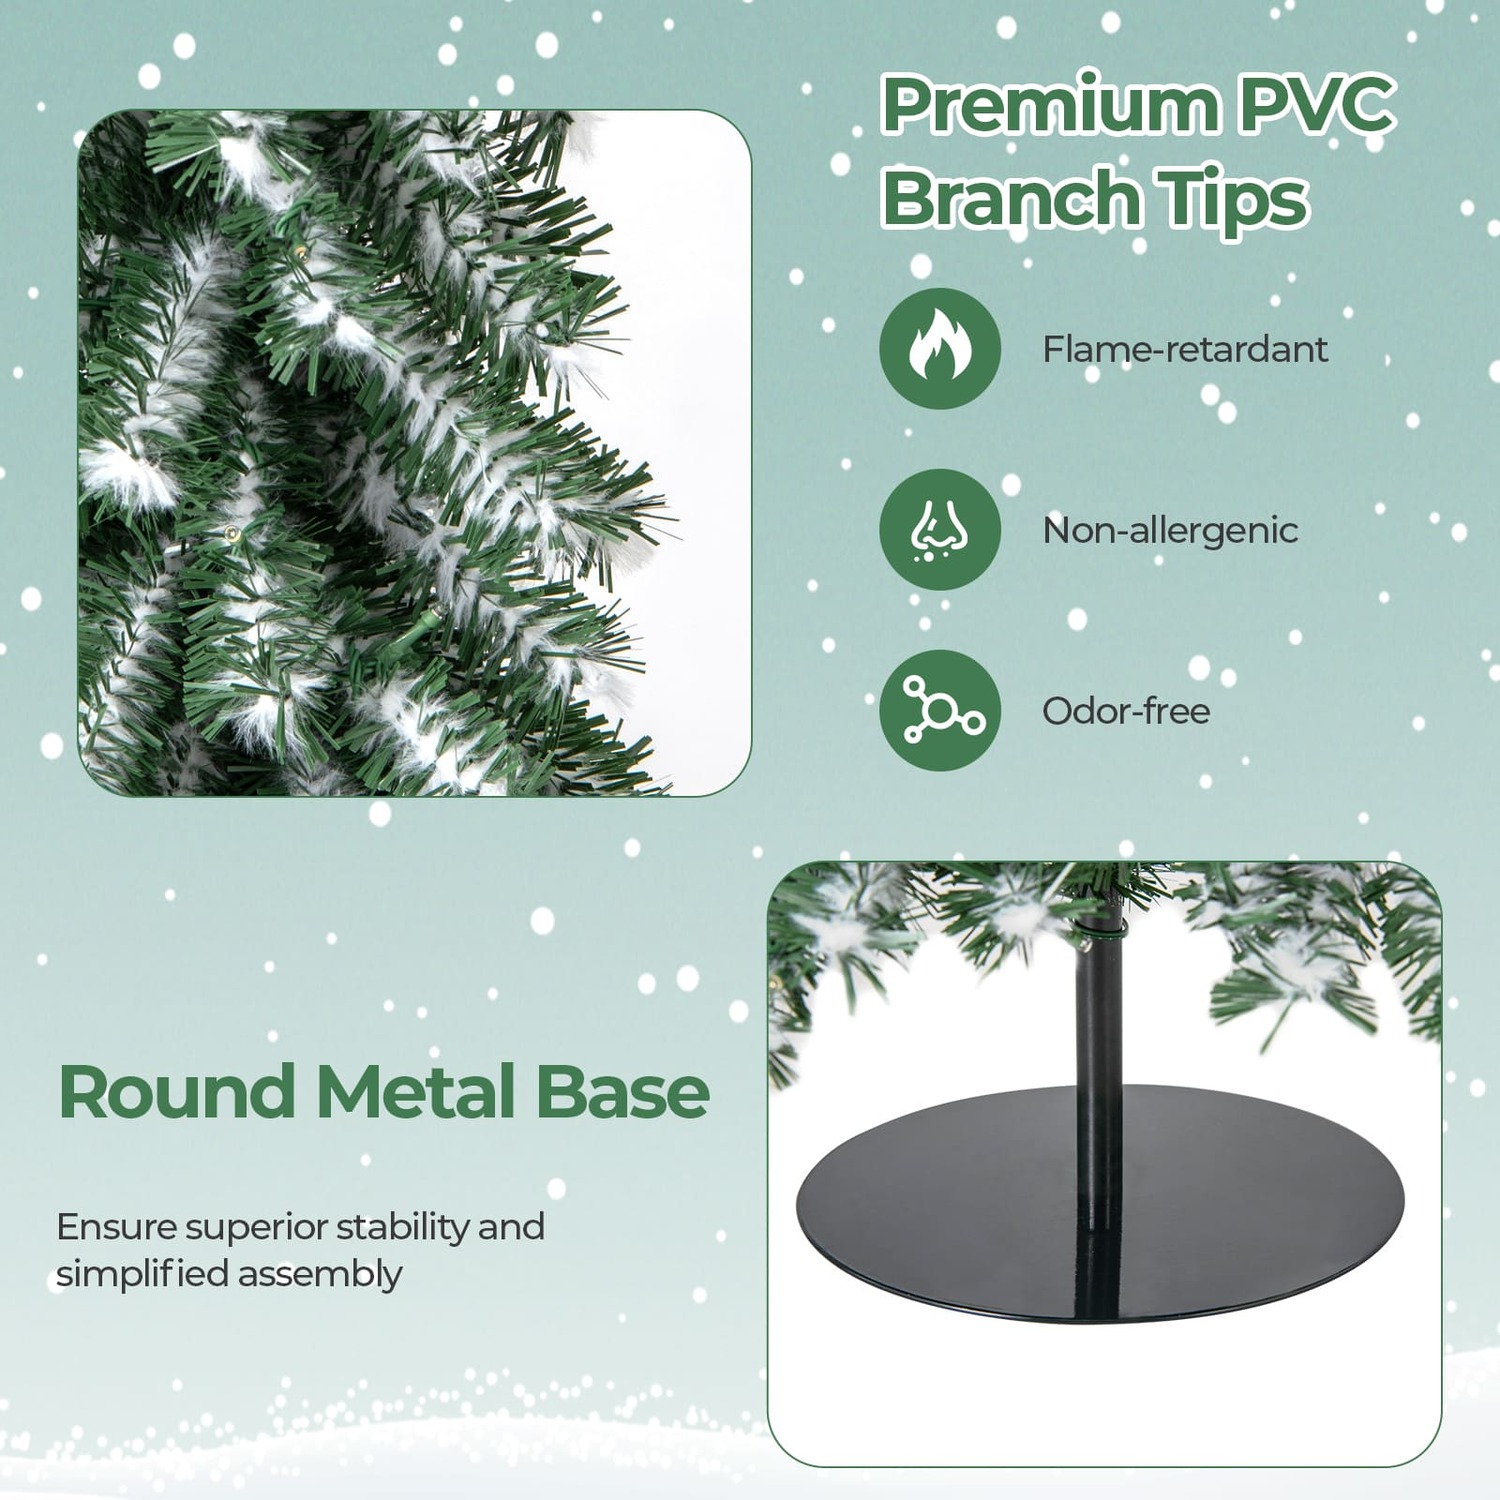 Premium PVC
Branch Tips
Flame-retardant
Non-allergenic
Odor-free
Round Metal Base
Ensure superior stability and
simplified assembly